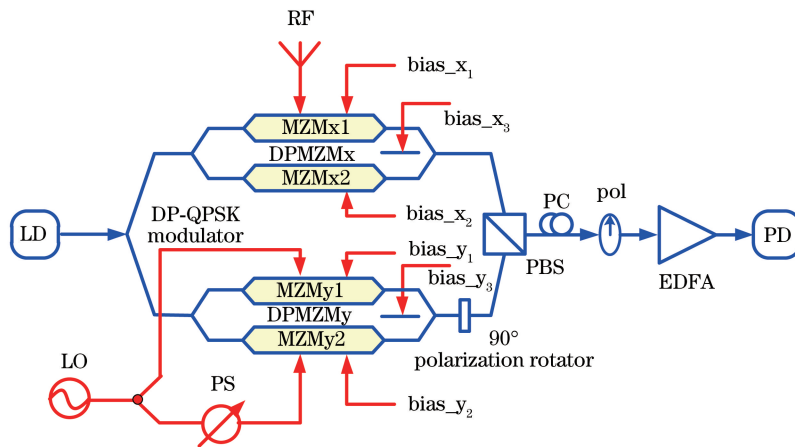 RF
bias_x1
MZMx1
bias_x3
DPMZMx
MZMx2
bias_x2
PC
pol
LD
DP-QPSK
modulator
PBS
EDFA
PD
bias_y1
MZMy1
bias_y3
DPMZMy
MZMy2
90°
polarization rotator
LO
PS
bias_y2